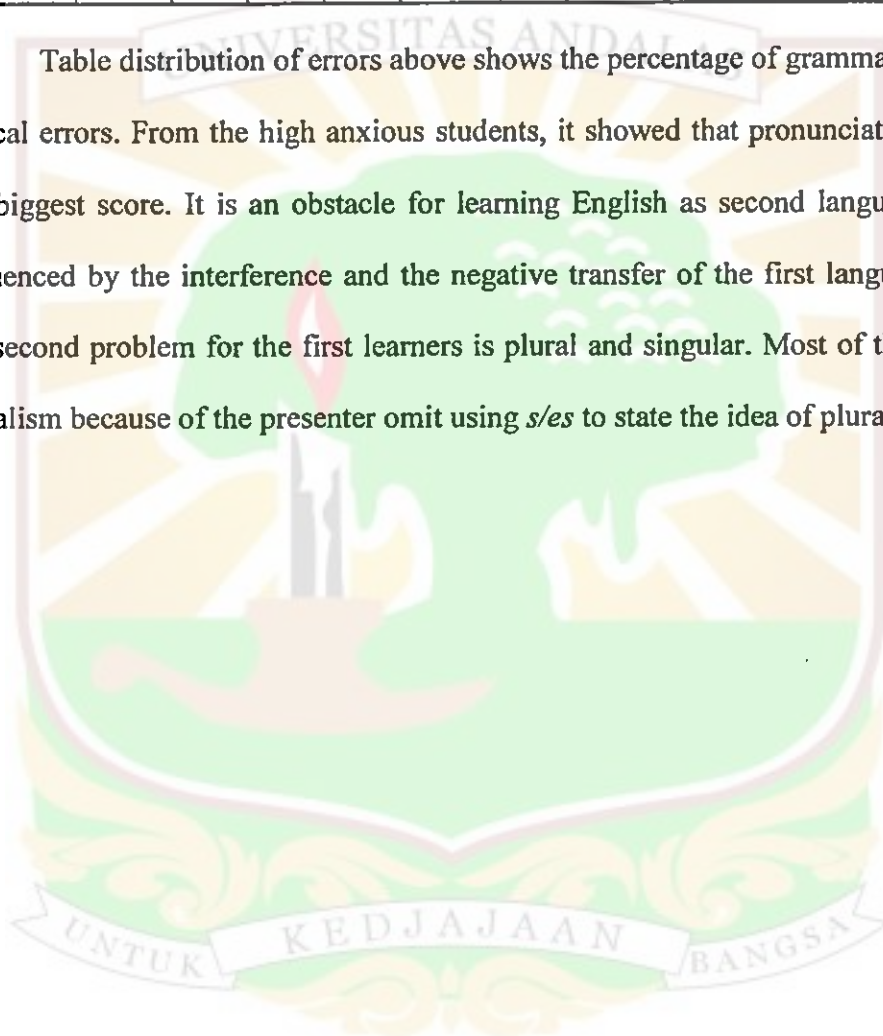 UNIVERSITAS ANDALAS
Table distribution of errors above shows the percentage of gramma
cal errors. From the high anxious students, it showed that pronunciat
biggest score. It is an obstacle for learning English as second langu
enced by the interference and the negative transfer of the first langu
second problem for the first learners is plural and singular. Most of t
alism because of the presenter omit using s/es to state the idea of plura
UNTUK KEDJAJAAN BANGSA